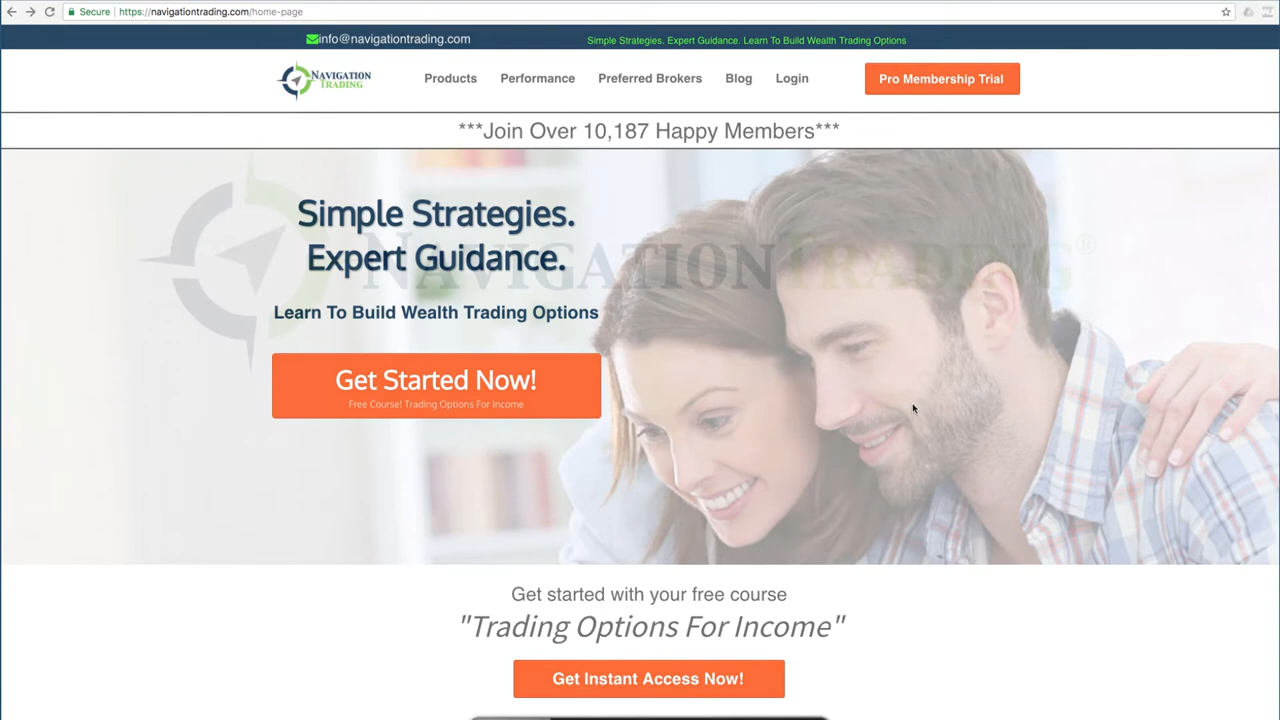 Secure | https://navigationtrading.com/home-page
info@navigationtrading.com
Simple Strategies. Expert Guidance. Learn To Build Wealth Trading Options
NAVIGATION
TRADING
Products Performance Preferred Brokers Blog Login Pro Membership Trial
***Join Over 10,187 Happy Members***
NAVIGATIONTRADING®
Simple Strategies.
Expert Guidance.
Learn To Build Wealth Trading Options
Get Started Now!
Free Course! Trading Options For Income
Get started with your free course
"Trading Options For Income"
Get Instant Access Now!